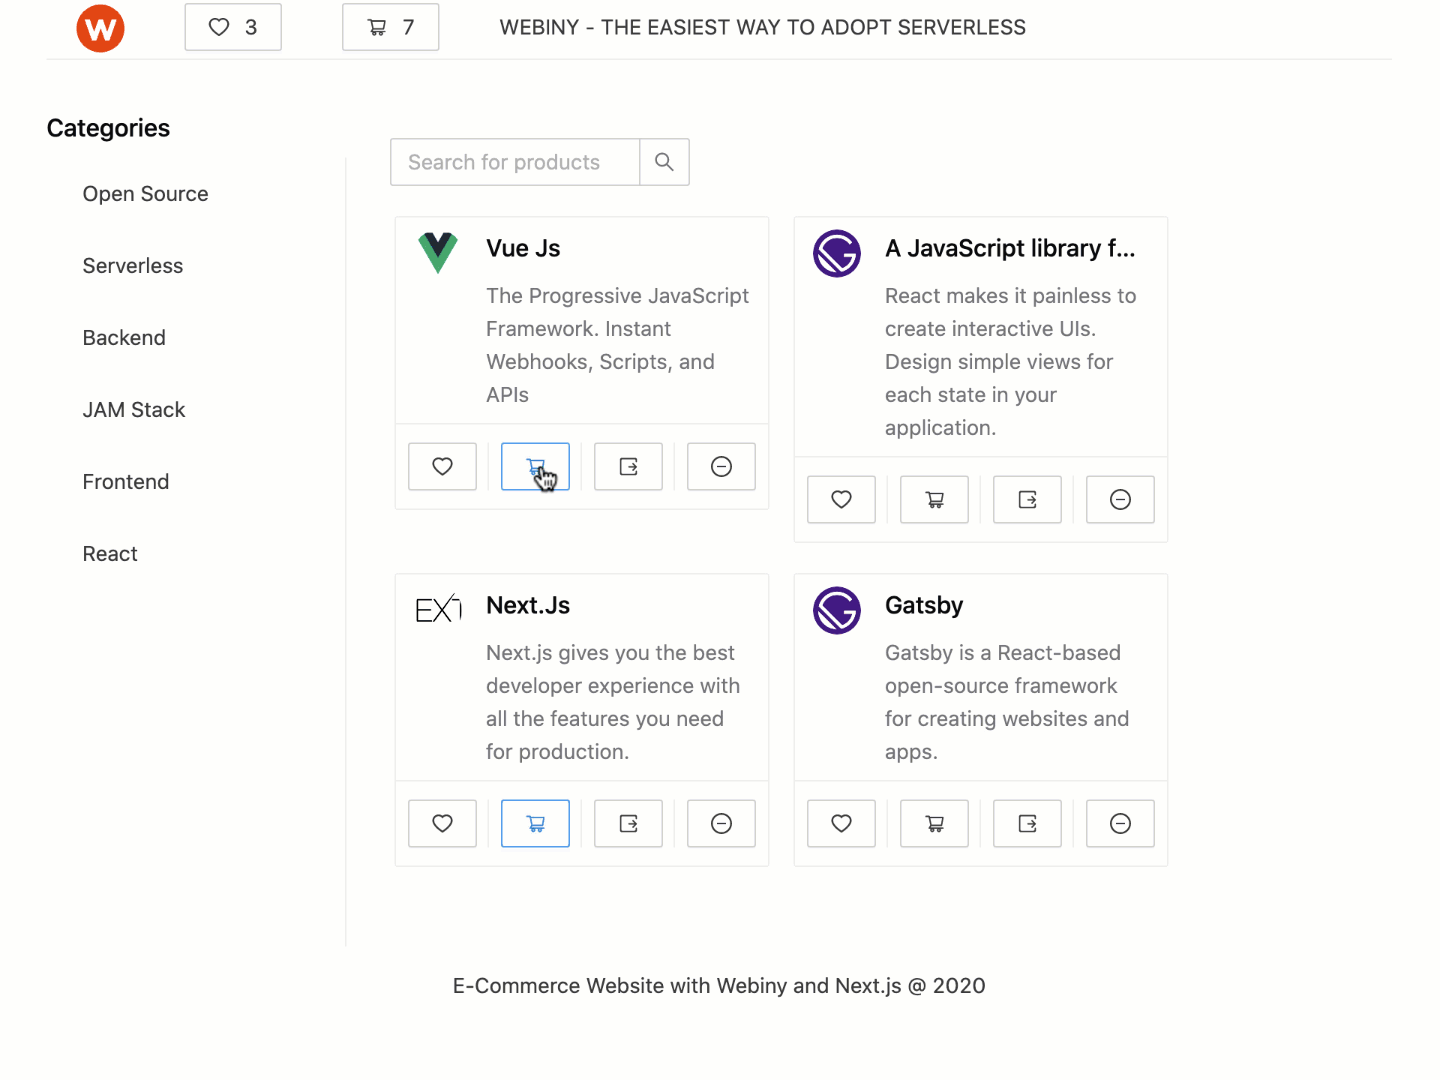 W
3
7
WEBINY - THE EASIEST WAY TO ADOPT SERVERLESS
Categories
Open Source
Serverless
Backend
JAM Stack
Frontend
React
Search for products
Vue Js
The Progressive JavaScript
Framework. Instant
Webhooks, Scripts, and
APIs
A JavaScript library f...
React makes it painless to
create interactive UIs.
Design simple views for
each state in your
application.
EXT
Next.Js
Next.js gives you the best
developer experience with
all the features you need
for production.
Gatsby
Gatsby is a React-based
open-source framework
for creating websites and
apps.
E-Commerce Website with Webiny and Next.js @ 2020